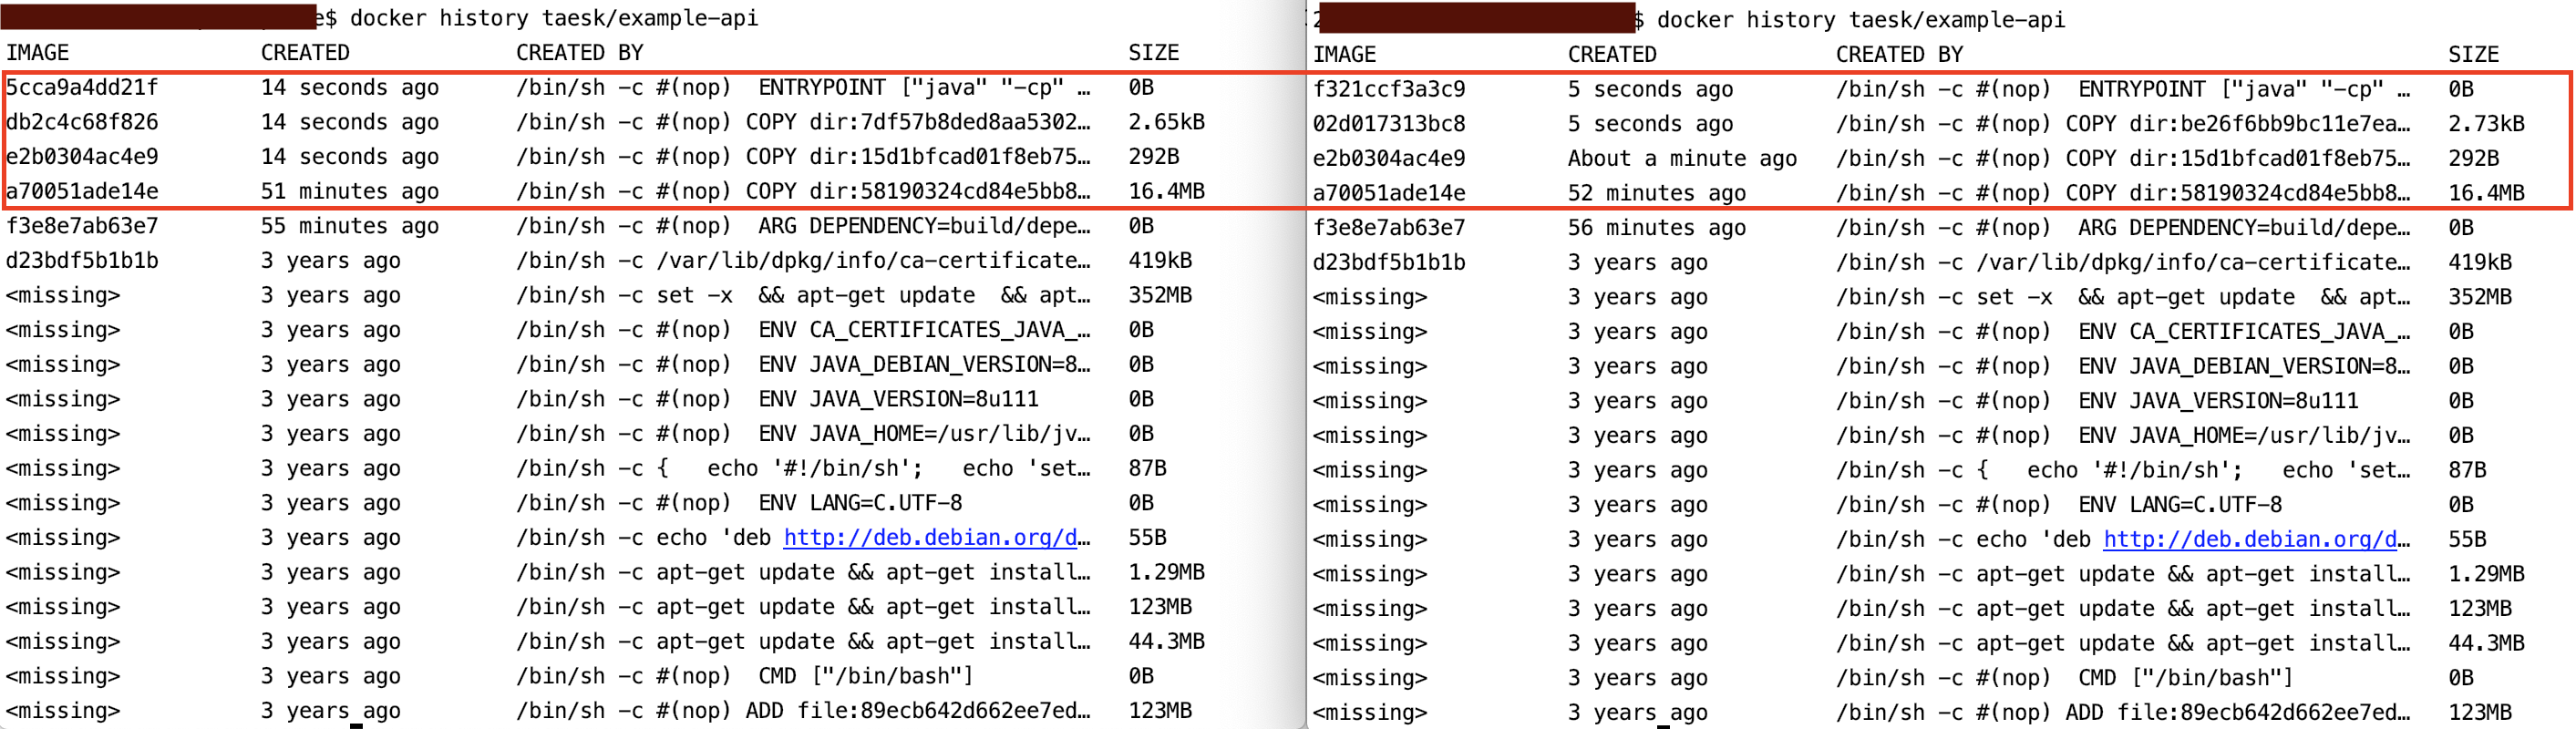 e$ docker history taesk/example-api
IMAGE CREATED CREATED BY SIZE
5cca9a4dd21f 14 seconds ago /bin/sh -c #(nop) ENTRYPOINT ["java" "-cp" … 0B
db2c4c68f826 14 seconds ago /bin/sh -c #(nop) COPY dir:7df57b8ded8aa5302… 2.65kB
e2b0304ac4e9 14 seconds ago /bin/sh -c #(nop) COPY dir:15d1bfcad01f8eb75… 292B
a70051ade14e 51 minutes ago /bin/sh -c #(nop) COPY dir:58190324cd84e5bb8… 16.4MB
f3e8e7ab63e7 55 minutes ago /bin/sh -c #(nop) ARG DEPENDENCY=build/depe… 0B
d23bdf5b1b1b 3 years ago /bin/sh -c /var/lib/dpkg/info/ca-certificate… 419kB
<missing> 3 years ago /bin/sh -c set -x && apt-get update && apt… 352MB
<missing> 3 years ago /bin/sh -c #(nop) ENV CA_CERTIFICATES_JAVA_… 0B
<missing> 3 years ago /bin/sh -c #(nop) ENV JAVA_DEBIAN_VERSION=8… 0B
<missing> 3 years ago /bin/sh -c #(nop) ENV JAVA_VERSION=8u111 0B
<missing> 3 years ago /bin/sh -c #(nop) ENV JAVA_HOME=/usr/lib/jv… 0B
<missing> 3 years ago /bin/sh -c { echo '#!/bin/sh'; echo 'set… 87B
<missing> 3 years ago /bin/sh -c #(nop) ENV LANG=C.UTF-8 0B
<missing> 3 years ago /bin/sh -c echo 'deb http://deb.debian.org/d… 55B
<missing> 3 years ago /bin/sh -c apt-get update && apt-get install… 1.29MB
<missing> 3 years ago /bin/sh -c apt-get update && apt-get install… 123MB
<missing> 3 years ago /bin/sh -c apt-get update && apt-get install… 44.3MB
<missing> 3 years ago /bin/sh -c #(nop) CMD ["/bin/bash"] 0B
<missing> 3 years ago /bin/sh -c #(nop) ADD file:89ecb642d662ee7ed… 123MB
$ docker history taesk/example-api
IMAGE CREATED CREATED BY SIZE
f321ccf3a3c9 5 seconds ago /bin/sh -c #(nop) ENTRYPOINT ["java" "-cp" … 0B
02d017313bc8 5 seconds ago /bin/sh -c #(nop) COPY dir:be26f6bb9bc11e7ea… 2.73kB
e2b0304ac4e9 About a minute ago /bin/sh -c #(nop) COPY dir:15d1bfcad01f8eb75… 292B
a70051ade14e 52 minutes ago /bin/sh -c #(nop) COPY dir:58190324cd84e5bb8… 16.4MB
f3e8e7ab63e7 56 minutes ago /bin/sh -c #(nop) ARG DEPENDENCY=build/depe… 0B
d23bdf5b1b1b 3 years ago /bin/sh -c /var/lib/dpkg/info/ca-certificate… 419kB
<missing> 3 years ago /bin/sh -c set -x && apt-get update && apt… 352MB
<missing> 3 years ago /bin/sh -c #(nop) ENV CA_CERTIFICATES_JAVA_… 0B
<missing> 3 years ago /bin/sh -c #(nop) ENV JAVA_DEBIAN_VERSION=8… 0B
<missing> 3 years ago /bin/sh -c #(nop) ENV JAVA_VERSION=8u111 0B
<missing> 3 years ago /bin/sh -c #(nop) ENV JAVA_HOME=/usr/lib/jv… 0B
<missing> 3 years ago /bin/sh -c { echo '#!/bin/sh'; echo 'set… 87B
<missing> 3 years ago /bin/sh -c #(nop) ENV LANG=C.UTF-8 0B
<missing> 3 years ago /bin/sh -c echo 'deb http://deb.debian.org/d… 55B
<missing> 3 years ago /bin/sh -c apt-get update && apt-get install… 1.29MB
<missing> 3 years ago /bin/sh -c apt-get update && apt-get install… 123MB
<missing> 3 years ago /bin/sh -c apt-get update && apt-get install… 44.3MB
<missing> 3 years ago /bin/sh -c #(nop) CMD ["/bin/bash"] 0B
<missing> 3 years ago /bin/sh -c #(nop) ADD file:89ecb642d662ee7ed… 123MB